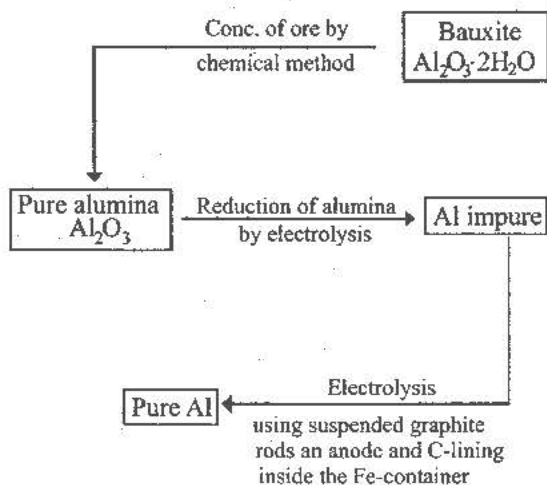 Conc. of ore by
chemical method
Bauxite
Al₂O₃·2H₂O
Pure alumina
Al₂O₃
Reduction of alumina
by electrolysis
Al impure
Electrolysis
Pure Al
using suspended graphite
rods an anode and C-lining
inside the Fe-container